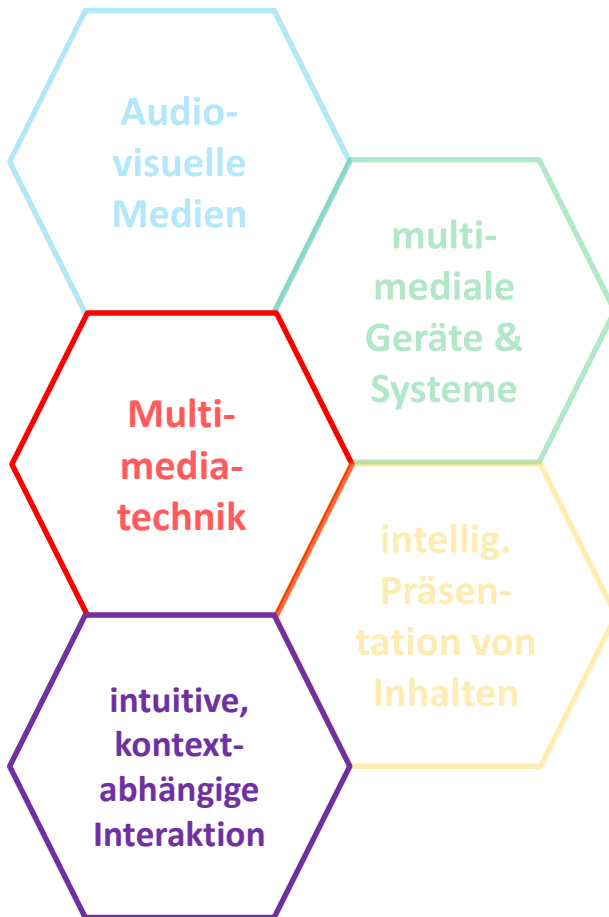 Audio-
visuelle
Medien
multi-
mediale
Geräte &
Systeme
Multi-
media-
technik
intellig.
Präsen-
tation von
Inhalten
intuitive,
kontext-
abhängige
Interaktion